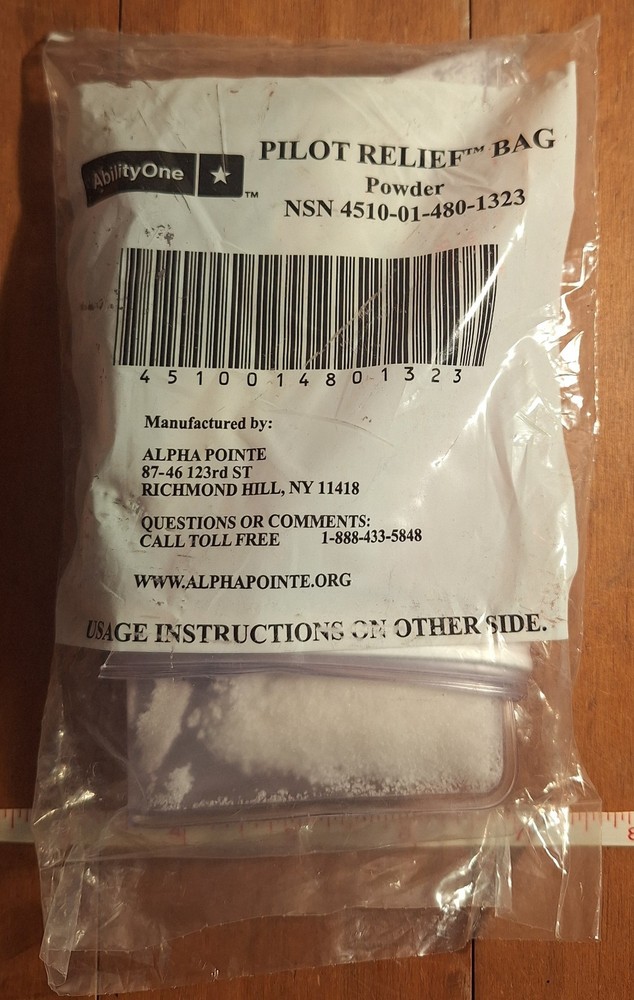 AbilityOne ™
PILOT RELIEF™ BAG
Powder
NSN 4510-01-480-1323
4510014801323
Manufactured by:
ALPHA POINTE
87-46 123rd ST
RICHMOND HILL, NY 11418
QUESTIONS OR COMMENTS:
CALL TOLL FREE 1-888-433-5848
WWW.ALPHAPOINTE.ORG
USAGE INSTRUCTIONS ON OTHER SIDE.
8